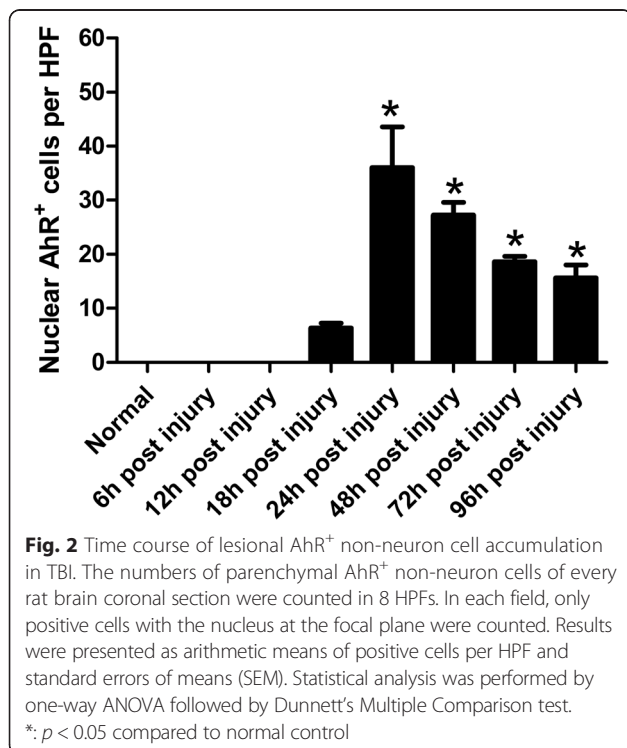 Nuclear AhR+ cells per HPF
60
50
40
30
20
10
0
*
*
*
*
Normal
6h post injury
12h post injury
18h post injury
24h post injury
48h post injury
72h post injury
96h post injury
Fig. 2 Time course of lesional AhR+ non-neuron cell accumulation
in TBI. The numbers of parenchymal AhR+ non-neuron cells of every
rat brain coronal section were counted in 8 HPFs. In each field, only
positive cells with the nucleus at the focal plane were counted. Results
were presented as arithmetic means of positive cells per HPF and
standard errors of means (SEM). Statistical analysis was performed by
one-way ANOVA followed by Dunnett's Multiple Comparison test.
*: p < 0.05 compared to normal control